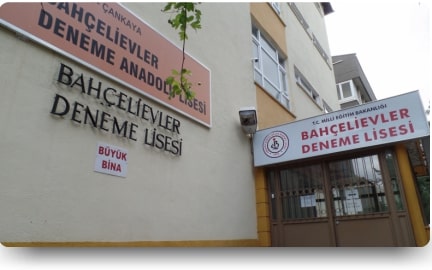 ÇANKAYA
BAHÇELİEVLER
DENEME ANADOLU LİSESİ
BAHÇELİEVLER
DENEME LİSESİ
BÜYÜK
BİNA
T.C. MİLLİ EĞİTİM BAKANLIĞI
BAHÇELİEVLER
DENEME LİSESİ